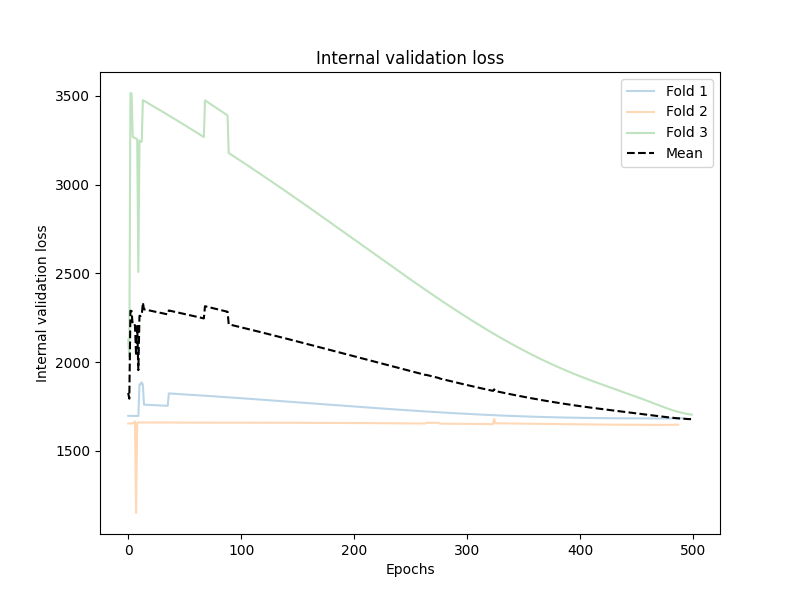 Internal validation loss
Fold 1
Fold 2
Fold 3
Mean
Internal validation loss
3500
3000
2500
2000
1500
0 100 200 300 400 500
Epochs